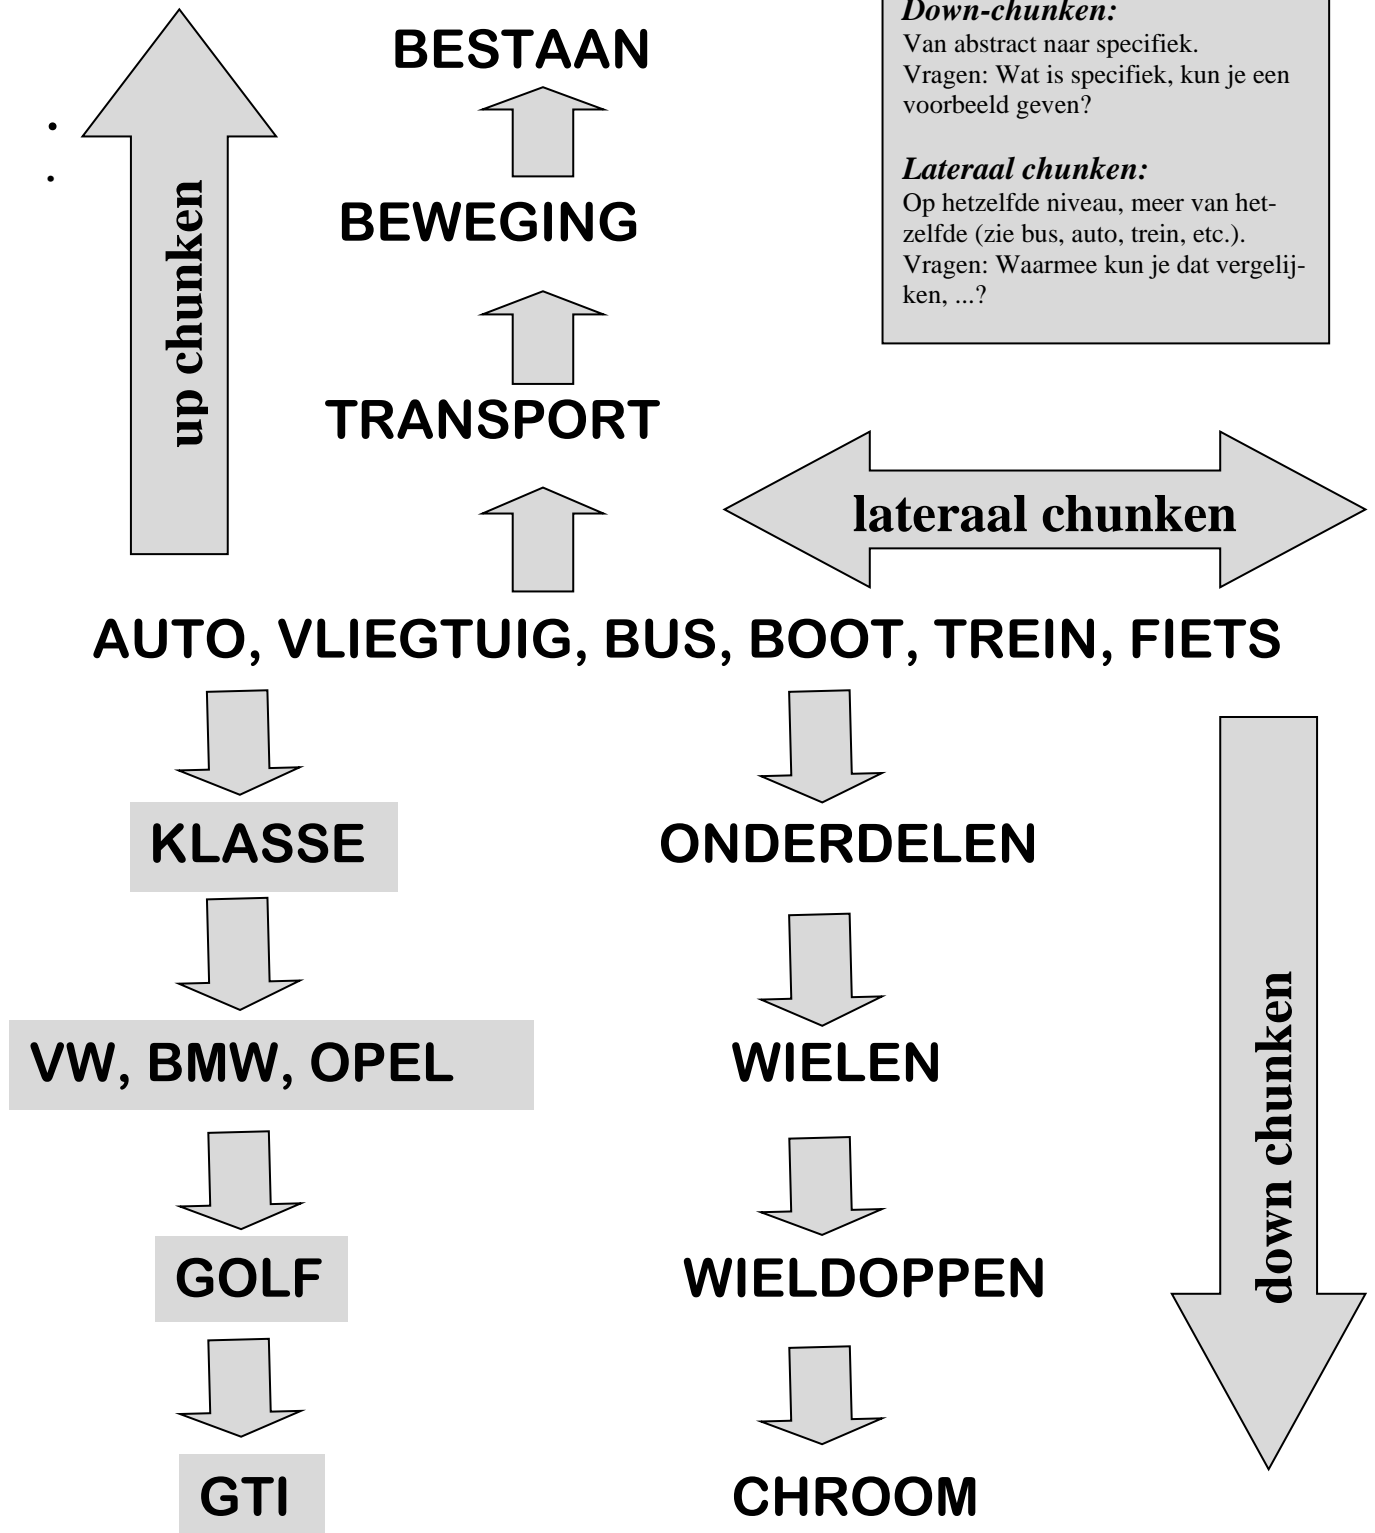 BESTAAN
BEWEGING
TRANSPORT
up chunken
Down-chunken:
Van abstract naar specifiek.
Vragen: Wat is specifiek, kun je een
voorbeeld geven?
Lateraal chunken:
Op hetzelfde niveau, meer van het-
zelfde (zie bus, auto, trein, etc.).
Vragen: Waarmee kun je dat vergelij-
ken, ...?
lateraal chunken
AUTO, VLIEGTUIG, BUS, BOOT, TREIN, FIETS
KLASSE
VW, BMW, OPEL
GOLF
GTI
ONDERDELEN
WIELEN
WIELDOPPEN
CHROOM
down chunken